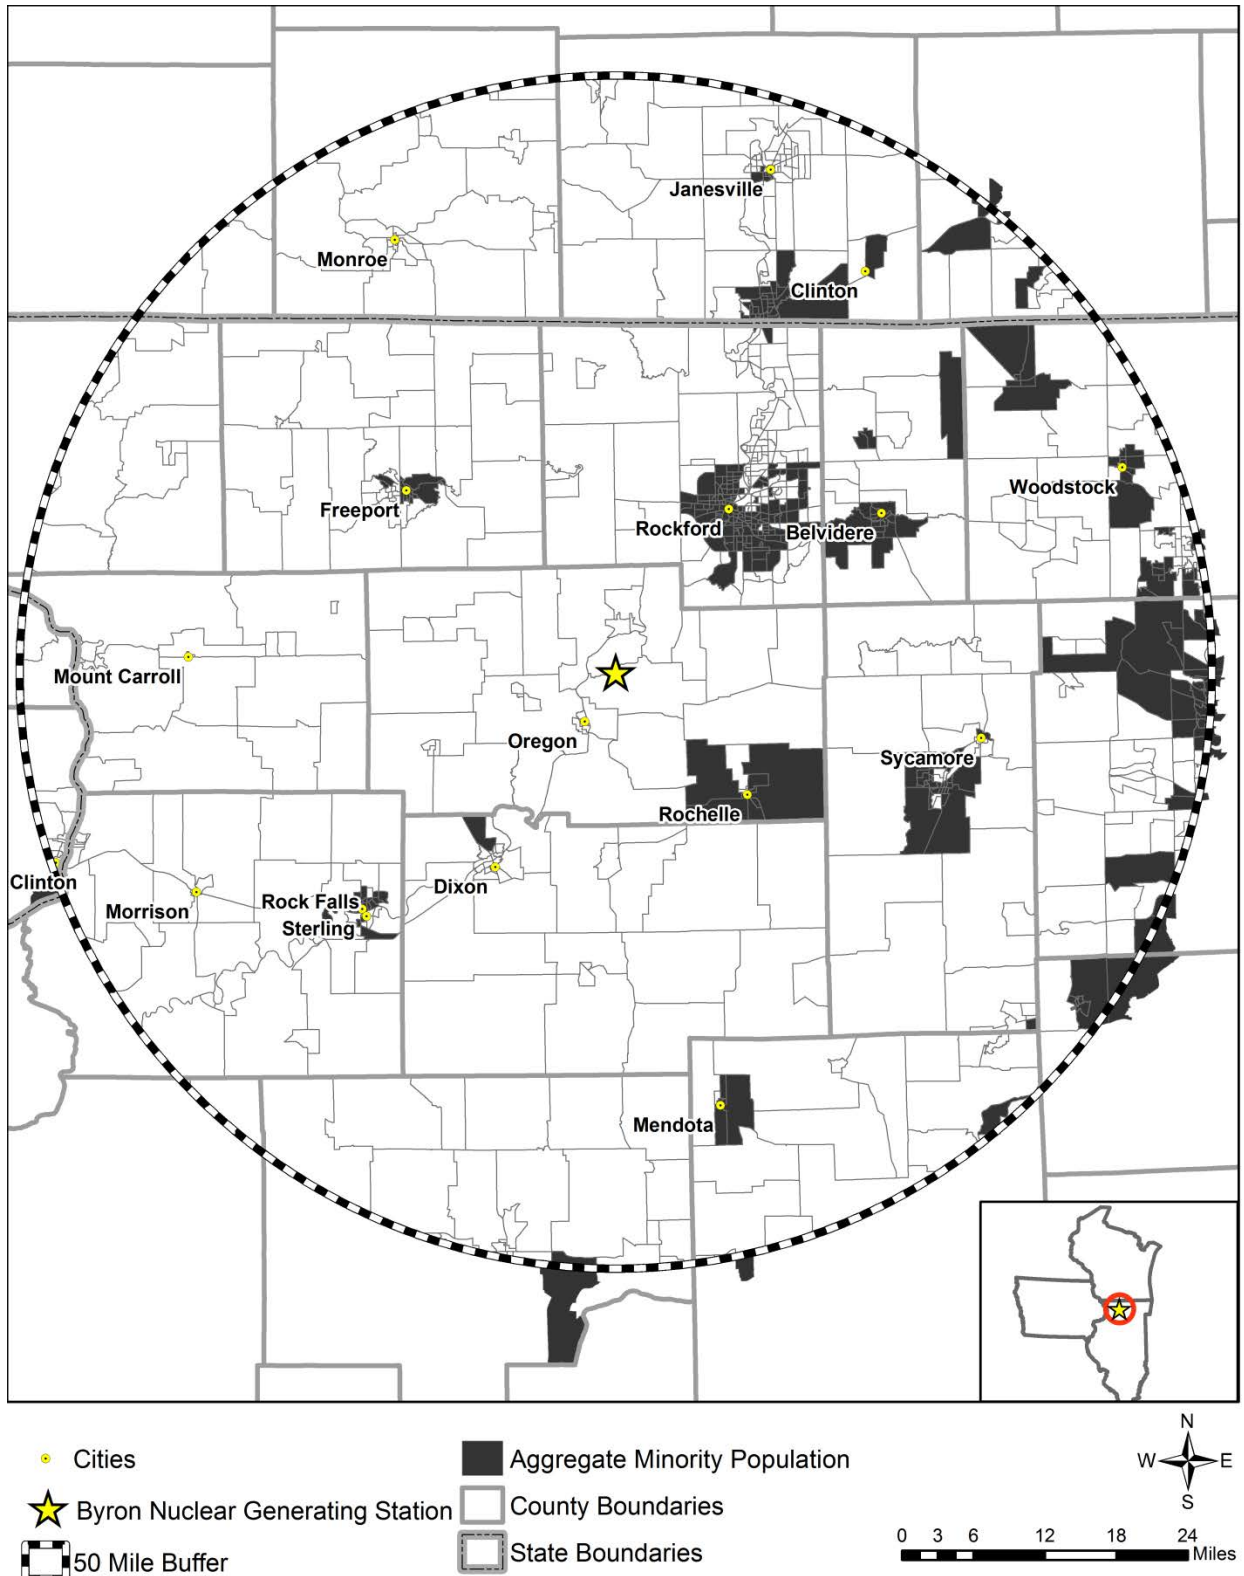 Janesville
Monroe
Clinton
Woodstock
Freeport
Rockford
Belvidere
Mount Carroll
Oregon
Sycamore
Rochelle
Clinton
Dixon
Morrison
Rock Falls
Sterling
Mendota
Cities
Byron Nuclear Generating Station
50 Mile Buffer
Aggregate Minority Population
County Boundaries
State Boundaries
N
W E
S
0 3 6 12 18 24
Miles